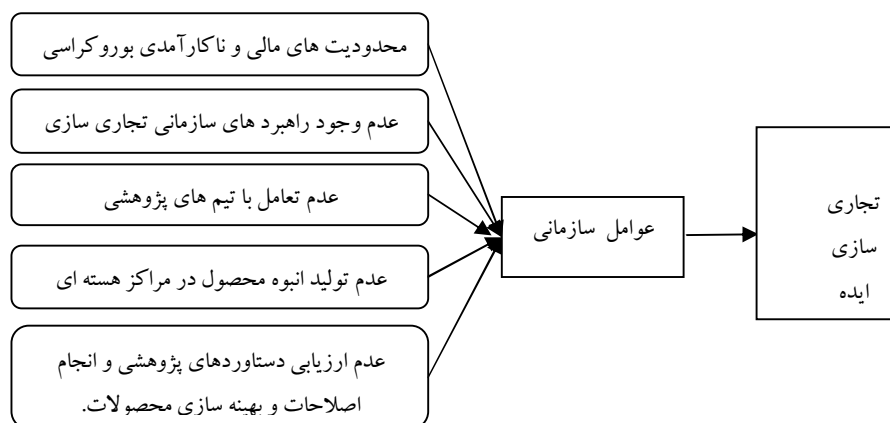 محدودیت های مالی و ناکارآمدی بوروکراسی
عدم وجود راهبرد های سازمانی تجاری سازی
عدم تعامل با تیم های پژوهشی
عدم تولید انبوه محصول در مراکز هسته ای
عدم ارزیابی دستاوردهای پژوهشی و انجام
اصلاحات و بهینه سازی محصولات.
عوامل سازمانی
تجاری
سازی
ایده